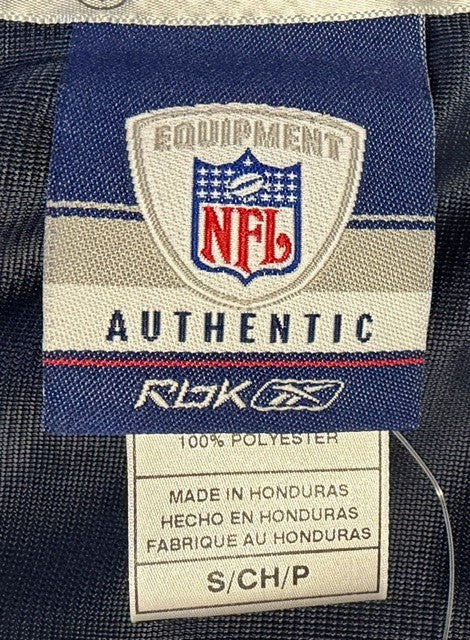 EQUIPMENT
NFL
AUTHENTIC
Rbk
100% POLYESTER
MADE IN HONDURAS
HECHO EN HONDURAS
FABRIQUE AU HONDURAS
S/CH/P